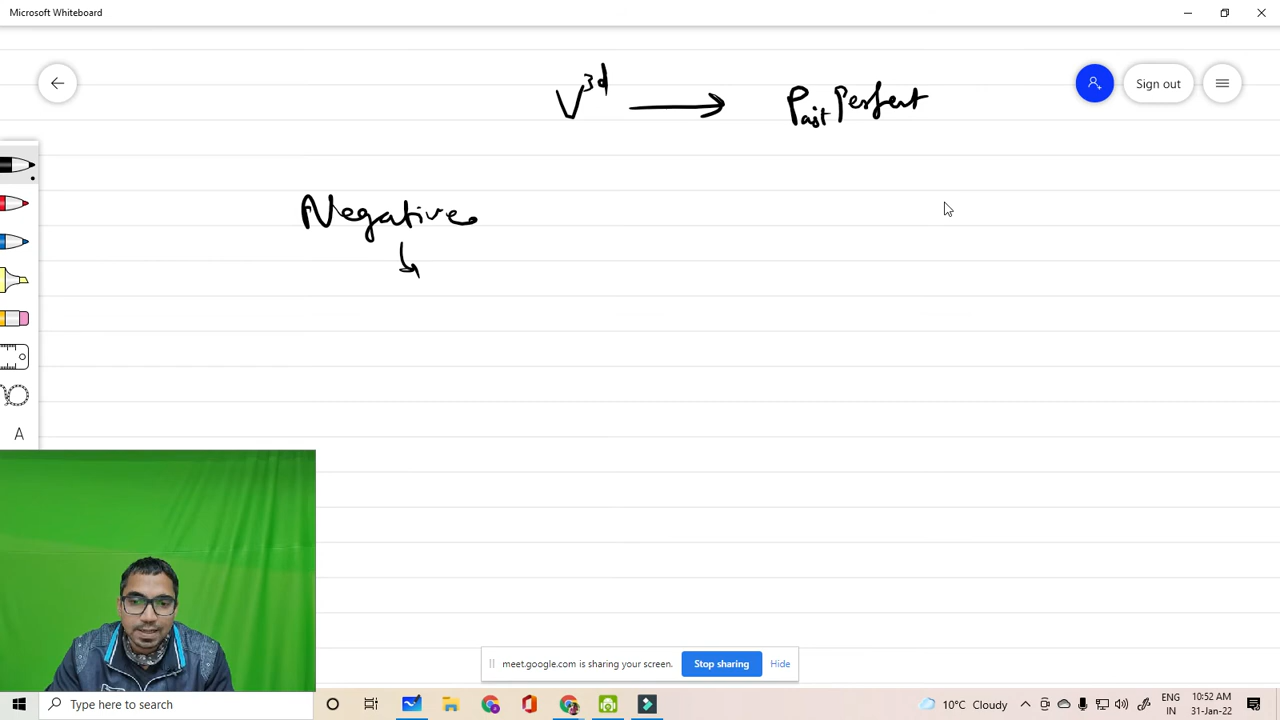 Microsoft Whiteboard
Sign out
V3d → Past Perfect
Negative
A
meet.google.com is sharing your screen.
Stop sharing
Hide
Type here to search
10°C Cloudy
ENG
IN
10:52 AM
31-Jan-22